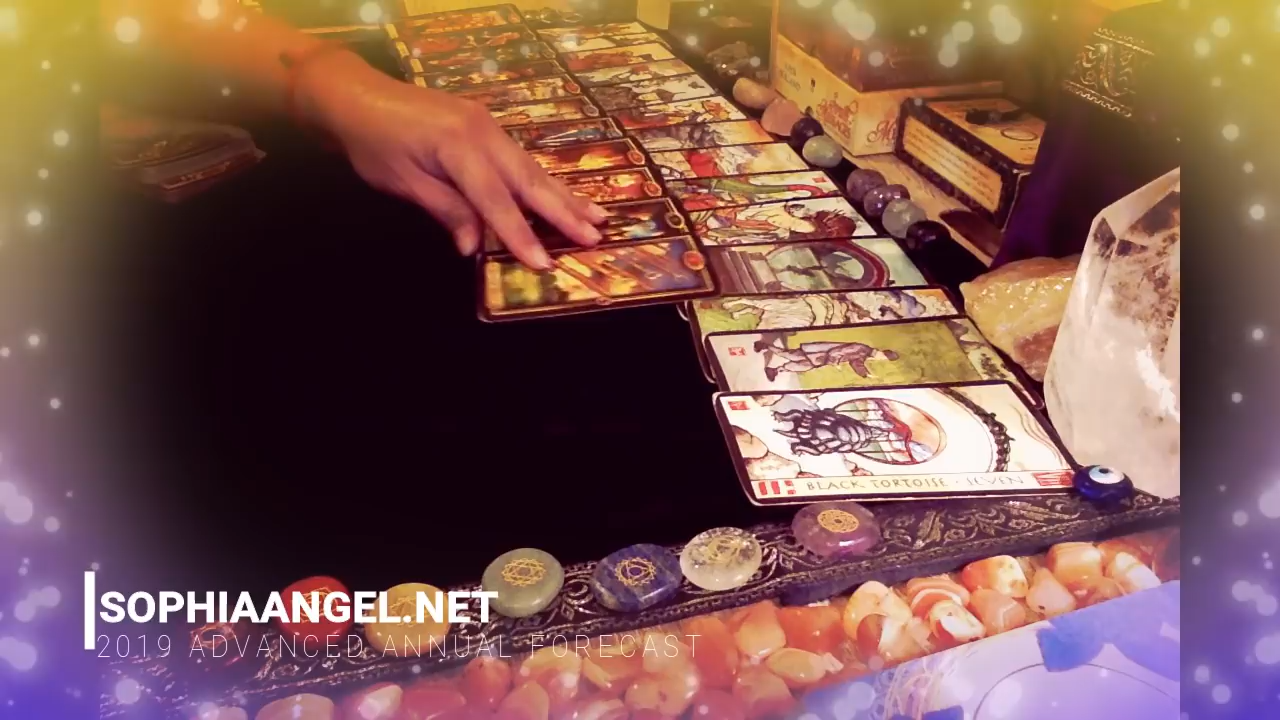 BLACK TORTOISE · SEVEN
SOPHIAANGEL.NET
2019 ADVANCED ANNUAL FORECAST